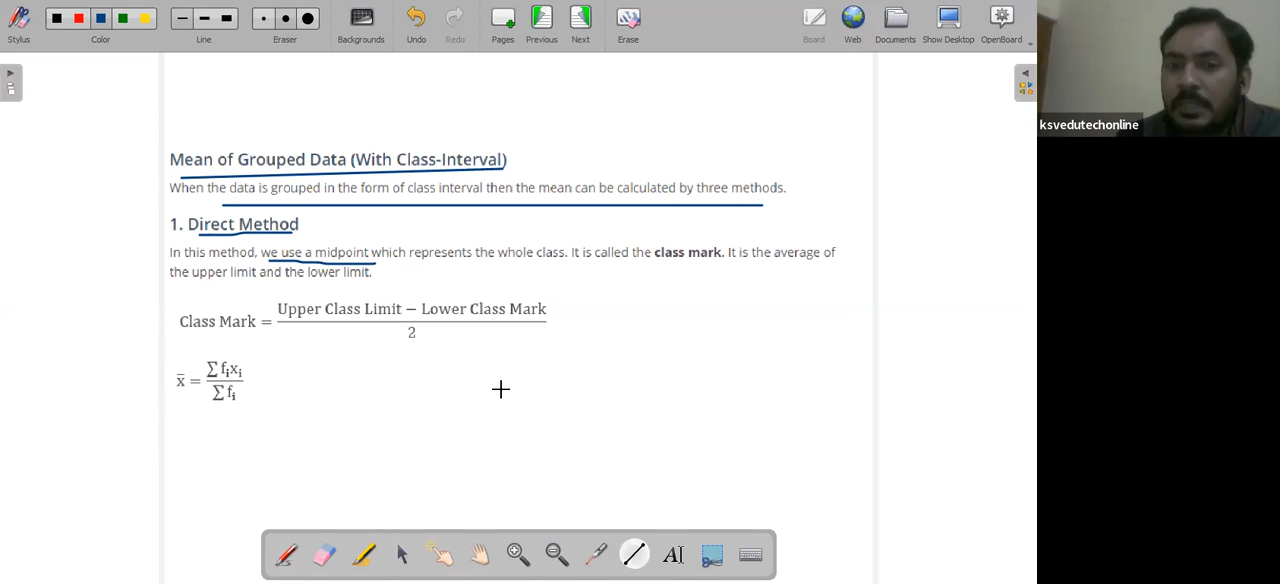 Stylus
Color
Line
Eraser
Backgrounds
Undo
Redo
Pages
Previous
Next
Erase
Board
Web
Documents
Show Desktop
OpenBoard
ksvedutechonline
Mean of Grouped Data (With Class-Interval)
When the data is grouped in the form of class interval then the mean can be calculated by three methods.
1. Direct Method
In this method, we use a midpoint which represents the whole class. It is called the class mark. It is the average of
the upper limit and the lower limit.
Class Mark = (Upper Class Limit − Lower Class Mark) / 2
x̄ = ∑ fᵢxᵢ / ∑ fᵢ
AI